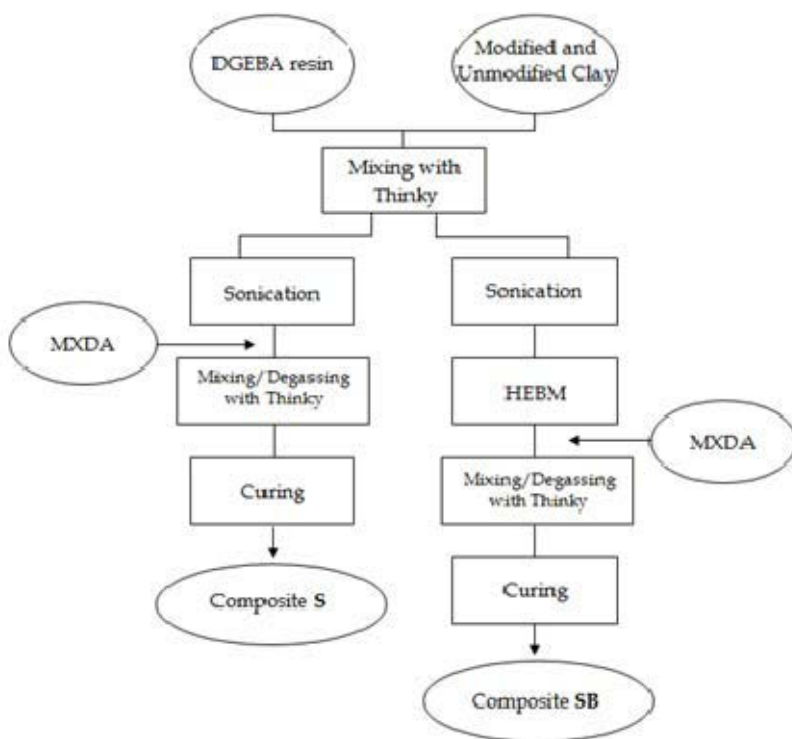 DGEBA resin
Modified and
Unmodified Clay
Mixing with
Thinky
Sonication
Sonication
MXDA
Mixing/Degassing
with Thinky
HEBM
MXDA
Curing
Mixing/Degassing
with Thinky
Composite S
Curing
Composite SB